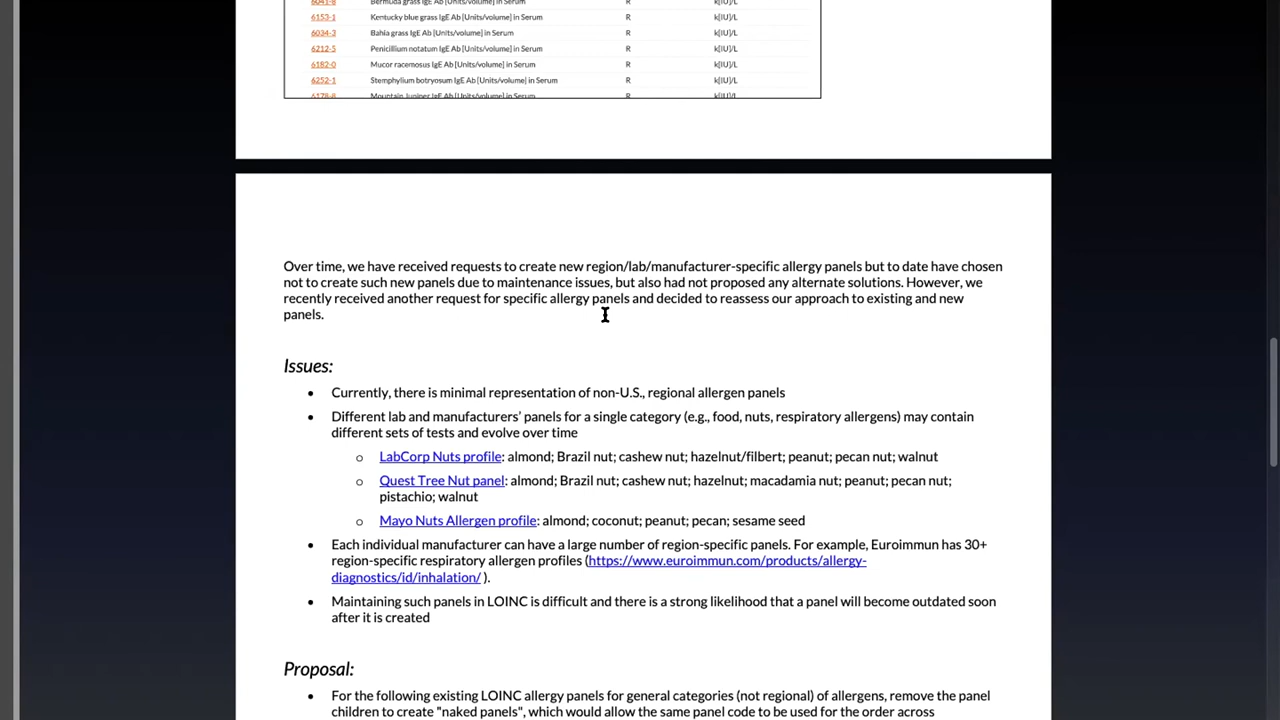 6041-8 Bermuda grass IgE Ab [Units/volume] in Serum R k[IU]/L
6153-1 Kentucky blue grass IgE Ab [Units/volume] in Serum R k[IU]/L
6034-3 Bahia grass IgE Ab [Units/volume] in Serum R k[IU]/L
6212-5 Penicillium notatum IgE Ab [Units/volume] in Serum R k[IU]/L
6182-0 Mucor racemosus IgE Ab [Units/volume] in Serum R k[IU]/L
6252-1 Stemphylium botryosum IgE Ab [Units/volume] in Serum R k[IU]/L
6178-8 Mountain Juniper IgE Ab [Units/volume] in Serum R k[IU]/L
Over time, we have received requests to create new region/lab/manufacturer-specific allergy panels but to date have chosen
not to create such new panels due to maintenance issues, but also had not proposed any alternate solutions. However, we
recently received another request for specific allergy panels and decided to reassess our approach to existing and new
panels.
Issues:
• Currently, there is minimal representation of non-U.S., regional allergen panels
• Different lab and manufacturers' panels for a single category (e.g., food, nuts, respiratory allergens) may contain
different sets of tests and evolve over time
o LabCorp Nuts profile: almond; Brazil nut; cashew nut; hazelnut/filbert; peanut; pecan nut; walnut
o Quest Tree Nut panel: almond; Brazil nut; cashew nut; hazelnut; macadamia nut; peanut; pecan nut;
pistachio; walnut
o Mayo Nuts Allergen profile: almond; coconut; peanut; pecan; sesame seed
• Each individual manufacturer can have a large number of region-specific panels. For example, Euroimmun has 30+
region-specific respiratory allergen profiles (https://www.euroimmun.com/products/allergy-
diagnostics/id/inhalation/ ).
• Maintaining such panels in LOINC is difficult and there is a strong likelihood that a panel will become outdated soon
after it is created
Proposal:
• For the following existing LOINC allergy panels for general categories (not regional) of allergens, remove the panel
children to create "naked panels", which would allow the same panel code to be used for the order across